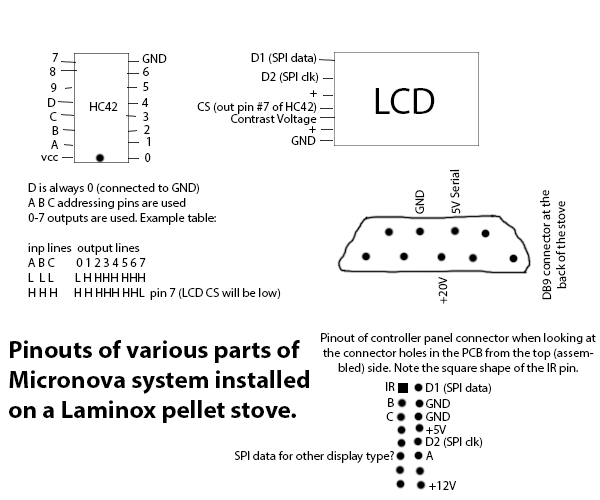 7 GND
8 6
9 5
D HC42 4
C 3
B 2
A 1
vcc 0
D1 (SPI data)
D2 (SPI clk)
+
CS (out pin #7 of HC42)
Contrast Voltage
+
GND
LCD
D is always 0 (connected to GND)
A B C addressing pins are used
0-7 outputs are used. Example table:
inp lines output lines
A B C 0 1 2 3 4 5 6 7
L L L L H HHH HHH
H H H H H HHH HHL pin 7 (LCD CS will be low)
GND
5V Serial
+20V
DB9 connector at the
back of the stove
Pinouts of various parts of
Micronova system installed
on a Laminox pellet stove.
Pinout of controller panel connector when looking at
the connector holes in the PCB from the top (assem-
bled) side. Note the square shape of the IR pin.
IR D1 (SPI data)
B GND
C GND
+5V
D2 (SPI clk)
SPI data for other display type? A
+12V